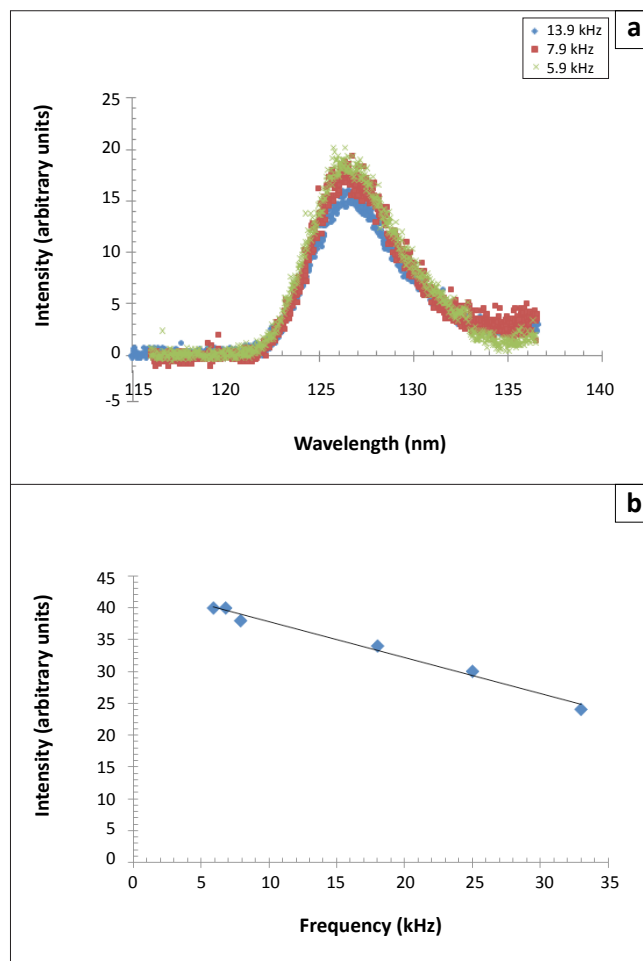 a
13.9 kHz
7.9 kHz
5.9 kHz
25
20
15
10
5
0
-5
115 120 125 130 135 140
Intensity (arbitrary units)
Wavelength (nm)
b
45
40
35
30
25
20
15
10
5
0
0 5 10 15 20 25 30 35
Intensity (arbitrary units)
Frequency (kHz)